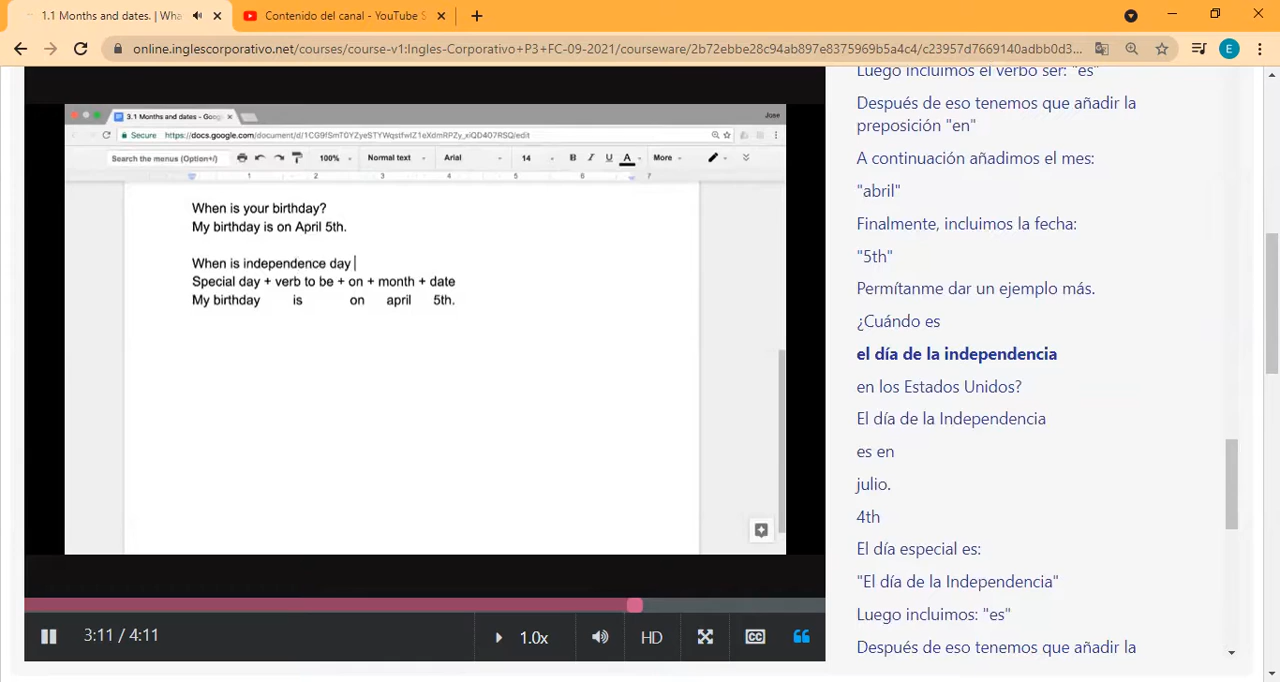 1.1 Months and dates. | Wha
Contenido del canal - YouTube S
online.inglescorporativo.net/courses/course-v1:Ingles-Corporativo+P3+FC-09-2021/courseware/2b72ebbe28c94ab897e8375969b5a4c4/c23957d7669140adbb0d3...
E
3.1 Months and dates - Goog
Jose
Secure
Search the menus (Option+/)
100%
Normal text
Arial
14
B I U A
More
1 2 3 4 5 6 7
When is your birthday?
My birthday is on April 5th.
When is independence day
Special day + verb to be + on + month + date
My birthday is on april 5th.
3:11 / 4:11
1.0x
HD
CC
Luego incluimos el verbo ser: "es"
Después de eso tenemos que añadir la
preposición "en"
A continuación añadimos el mes:
"abril"
Finalmente, incluimos la fecha:
"5th"
Permítanme dar un ejemplo más.
¿Cuándo es
el día de la independencia
en los Estados Unidos?
El día de la Independencia
es en
julio.
4th
El día especial es:
"El día de la Independencia"
Luego incluimos: "es"
Después de eso tenemos que añadir la